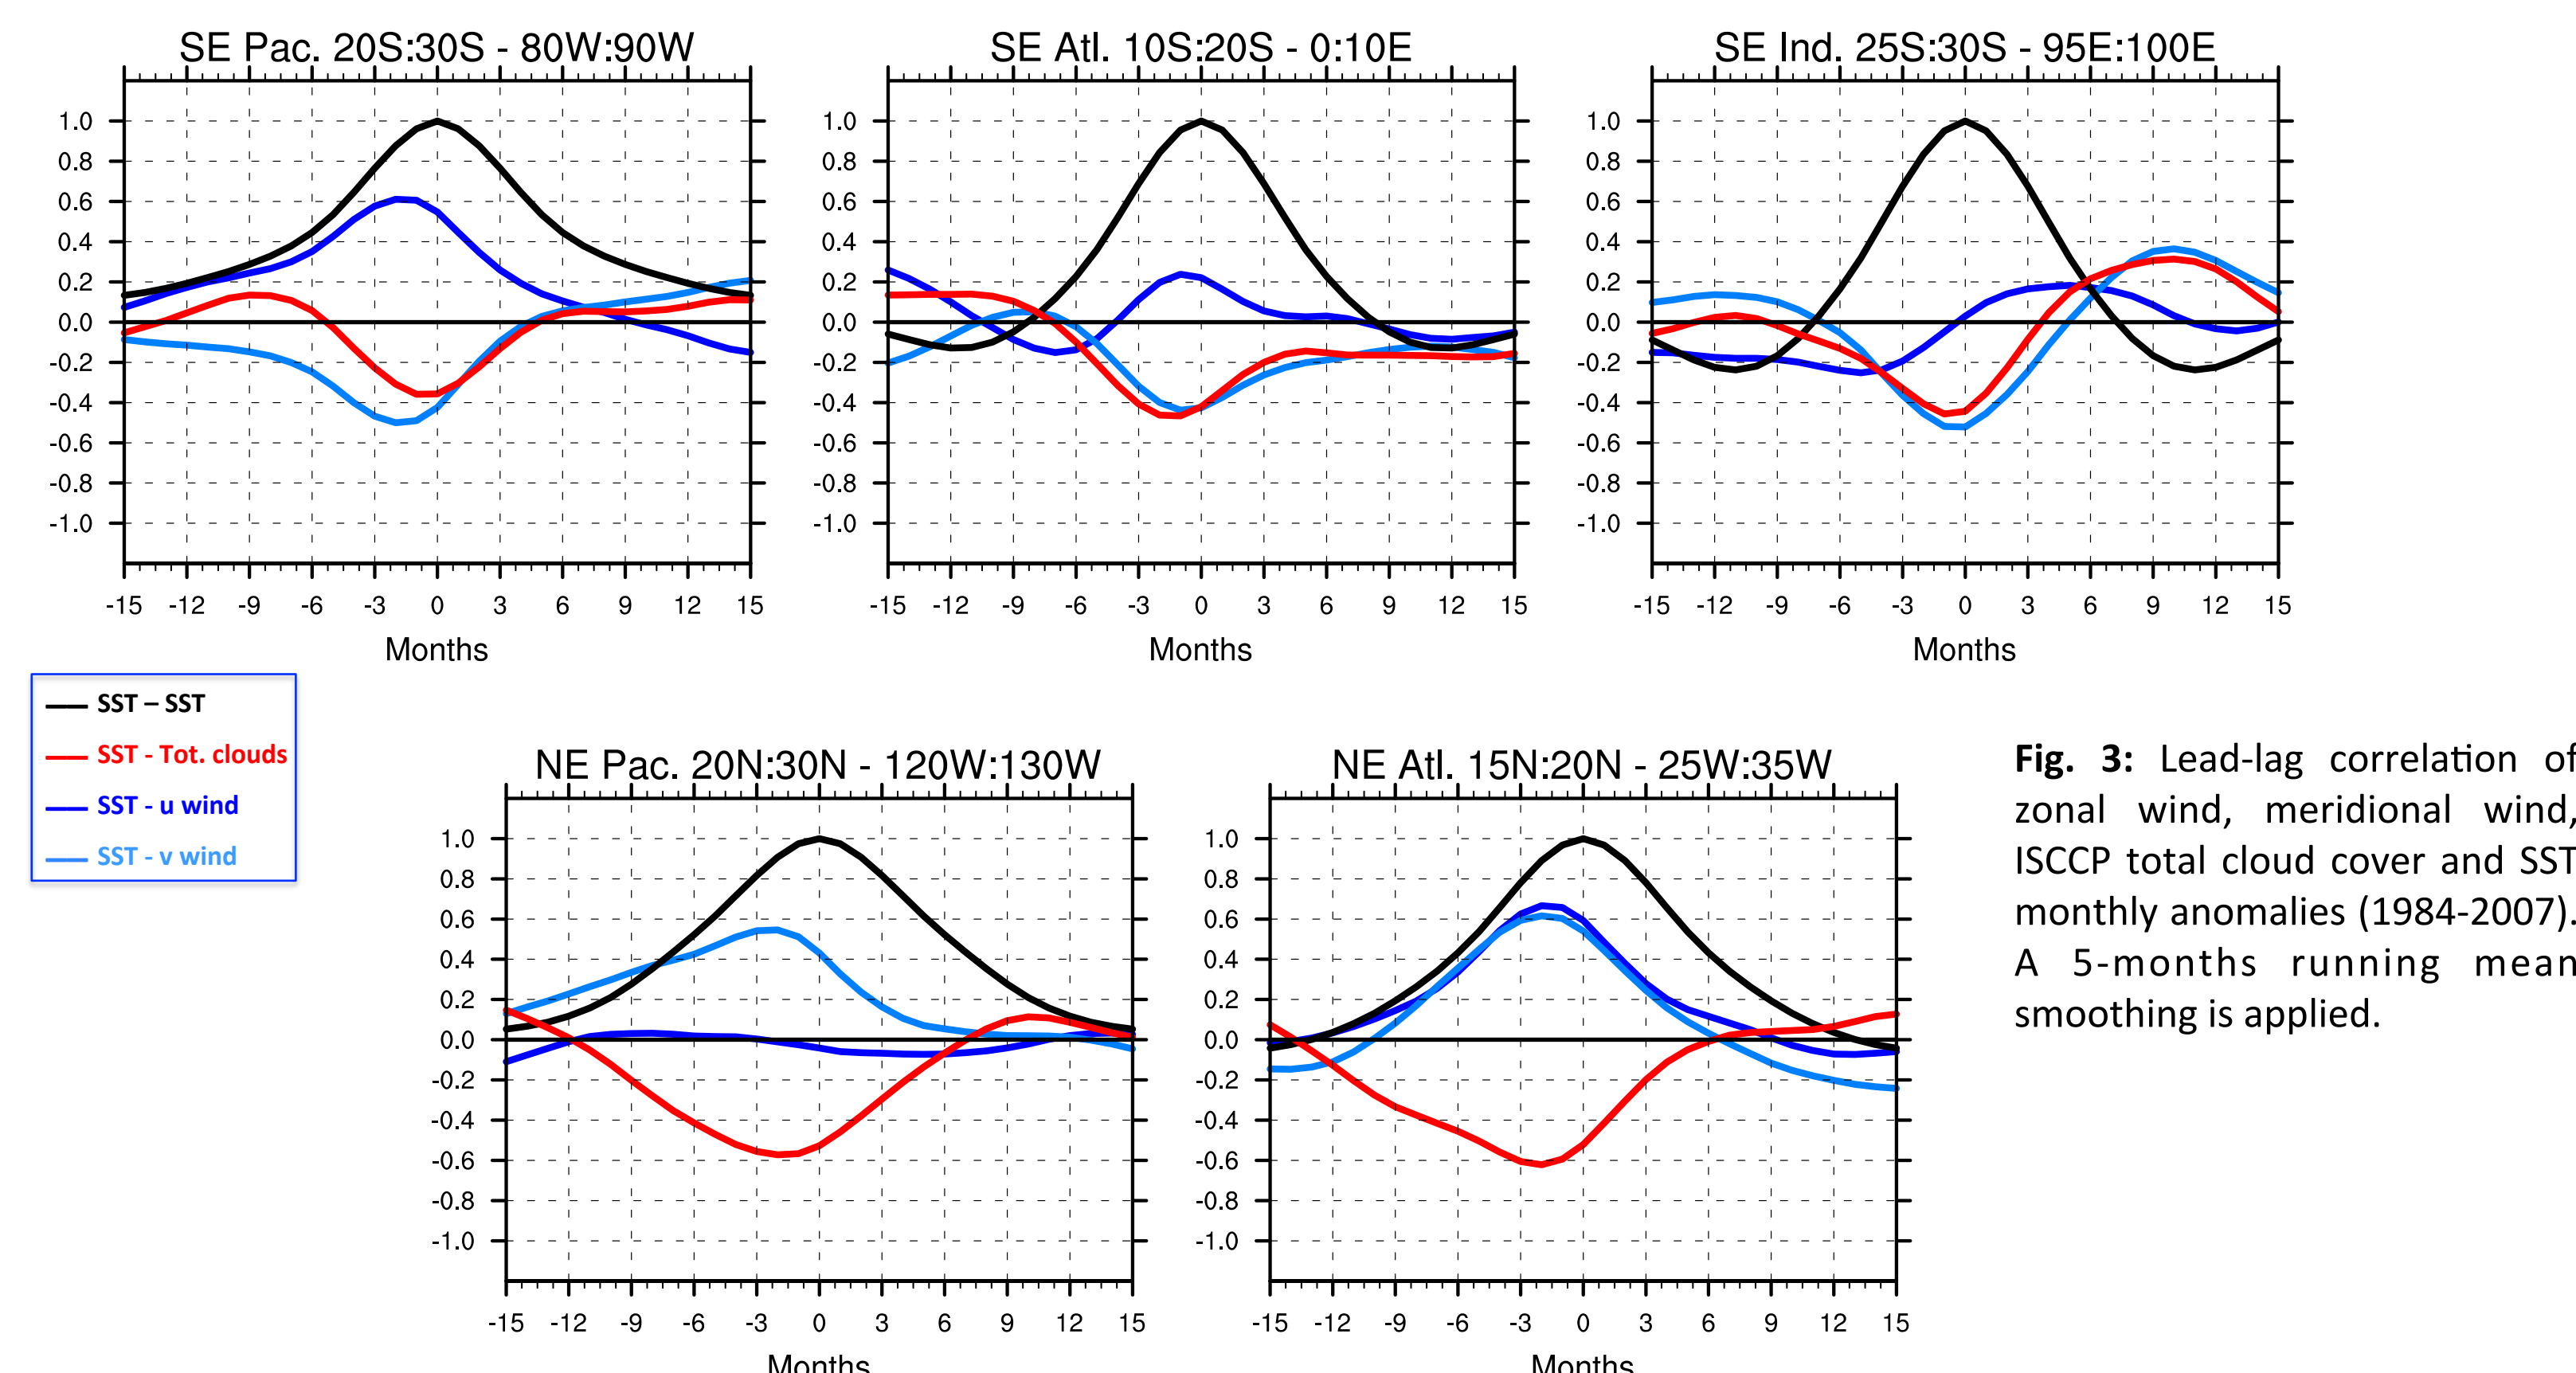 SE Pac. 20S:30S - 80W:90W
1.0
0.8
0.6
0.4
0.2
0.0
-0.2
-0.4
-0.6
-0.8
-1.0
-15 -12 -9 -6 -3 0 3 6 9 12 15
Months
SE Atl. 10S:20S - 0:10E
1.0
0.8
0.6
0.4
0.2
0.0
-0.2
-0.4
-0.6
-0.8
-1.0
-15 -12 -9 -6 -3 0 3 6 9 12 15
Months
SE Ind. 25S:30S - 95E:100E
1.0
0.8
0.6
0.4
0.2
0.0
-0.2
-0.4
-0.6
-0.8
-1.0
-15 -12 -9 -6 -3 0 3 6 9 12 15
Months
SST – SST
SST - Tot. clouds
SST - u wind
SST - v wind
NE Pac. 20N:30N - 120W:130W
1.0
0.8
0.6
0.4
0.2
0.0
-0.2
-0.4
-0.6
-0.8
-1.0
-15 -12 -9 -6 -3 0 3 6 9 12 15
Months
NE Atl. 15N:20N - 25W:35W
1.0
0.8
0.6
0.4
0.2
0.0
-0.2
-0.4
-0.6
-0.8
-1.0
-15 -12 -9 -6 -3 0 3 6 9 12 15
Months
Fig. 3: Lead-lag correlation of
zonal wind, meridional wind,
ISCCP total cloud cover and SST
monthly anomalies (1984-2007).
A 5-months running mean
smoothing is applied.